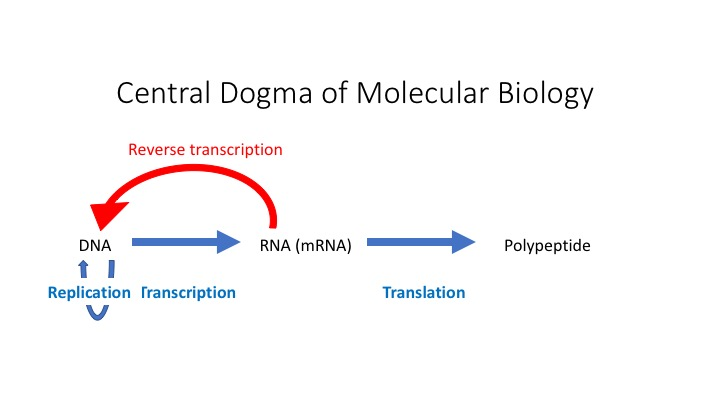 Central Dogma of Molecular Biology
Reverse transcription
DNA
RNA (mRNA)
Polypeptide
Replication
Transcription
Translation